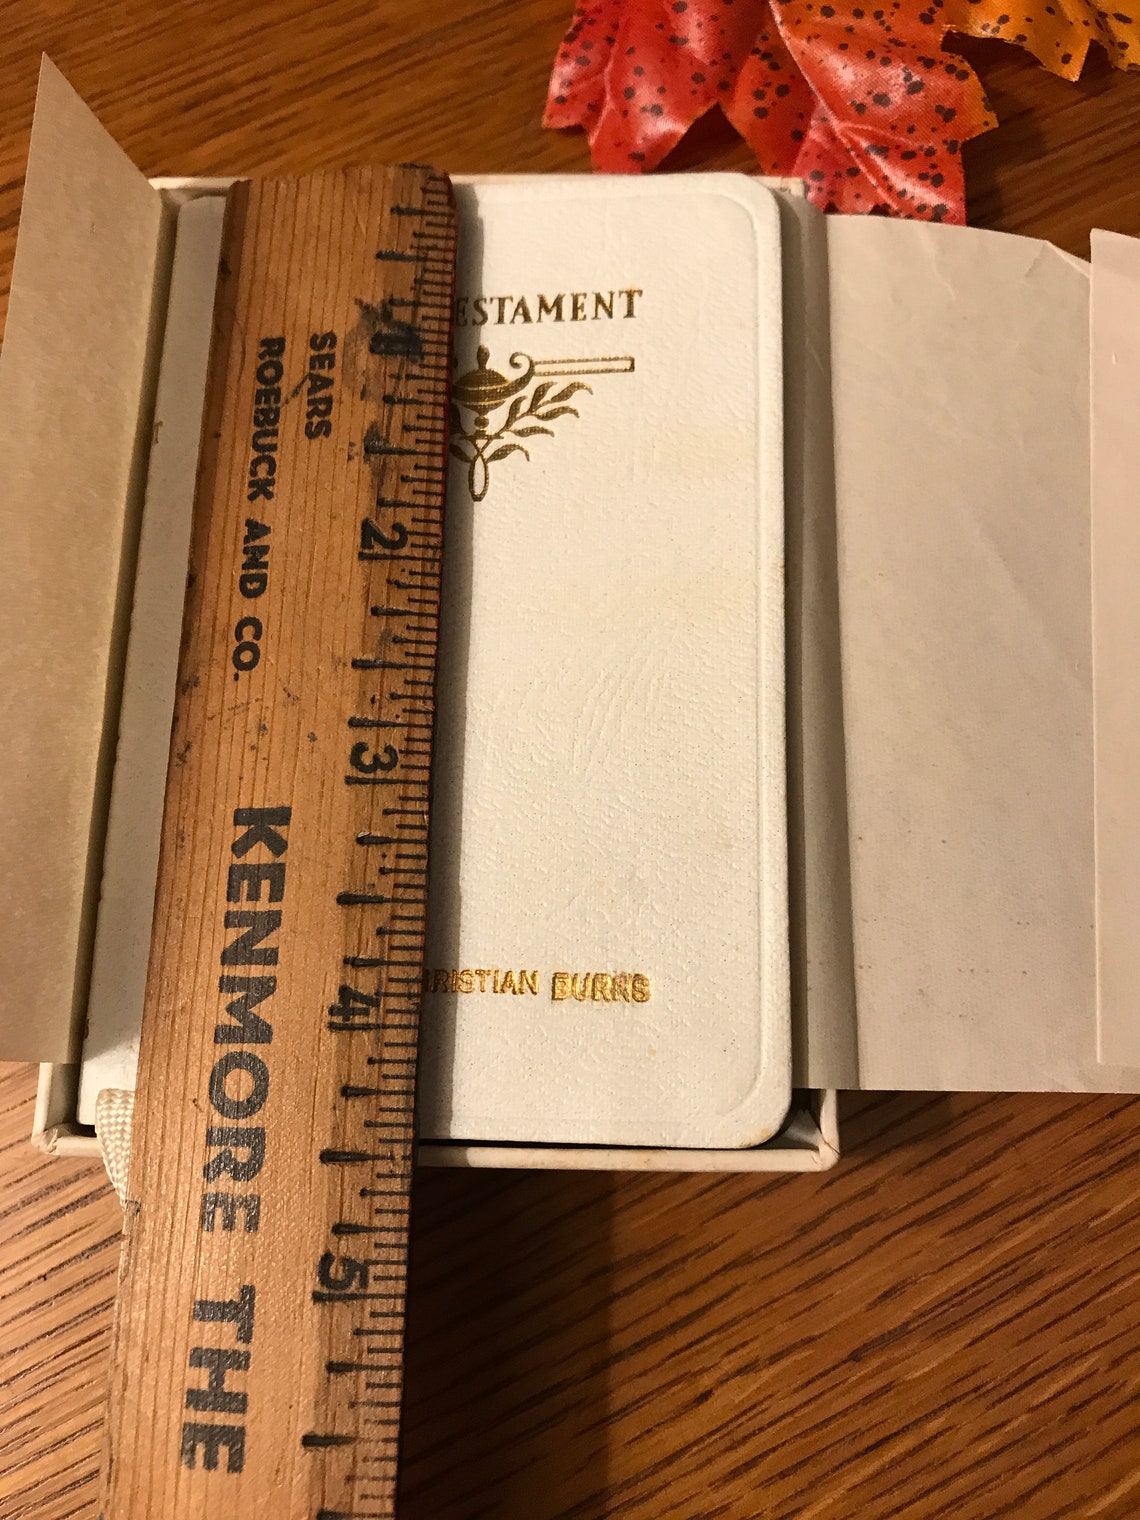 ESTAMENT
RISTIAN BURNS
SEARS
ROEBUCK AND CO.
KENMORE THE
1
2
3
4
5